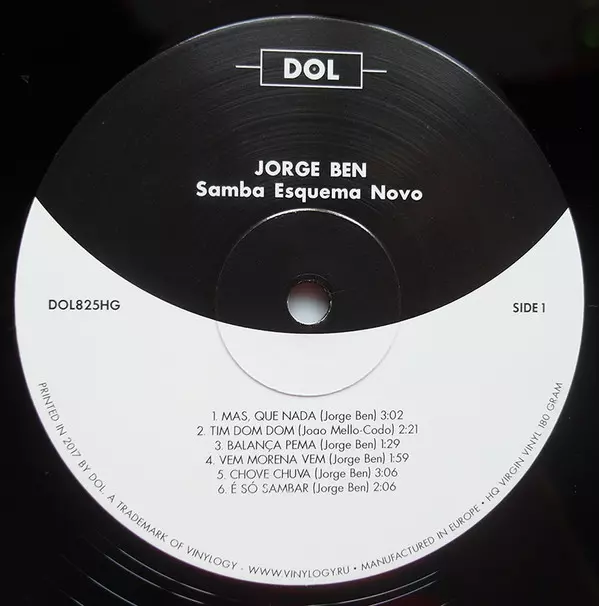 DOL
JORGE BEN
Samba Esquema Novo
DOL825HG
SIDE 1
1. MAS, QUE NADA (Jorge Ben) 3:02
2. TIM DOM DOM (Joao Mello-Codo) 2:21
3. BALANÇA PEMA (Jorge Ben) 1:29
4. VEM MORENA VEM (Jorge Ben) 1:59
5. CHOVE CHUVA (Jorge Ben) 3:06
6. É SÓ SAMBAR (Jorge Ben) 2:06
PRINTED IN 2017 BY DOL. A TRADEMARK OF VINYLOGY - WWW.VINYLOGY.RU • MANUFACTURED IN EUROPE • HQ VIRGIN VINYL 180 GRAM